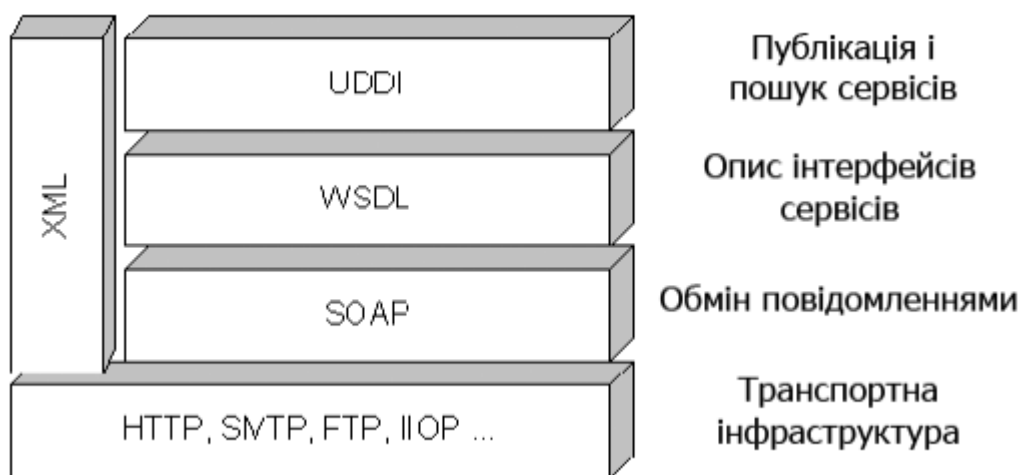 UDDI
Публікація і
пошук сервісів
XML
WSDL
Опис інтерфейсів
сервісів
SOAP
Обмін повідомленнями
HTTP, SMTP, FTP, IIOP ...
Транспортна
інфраструктура